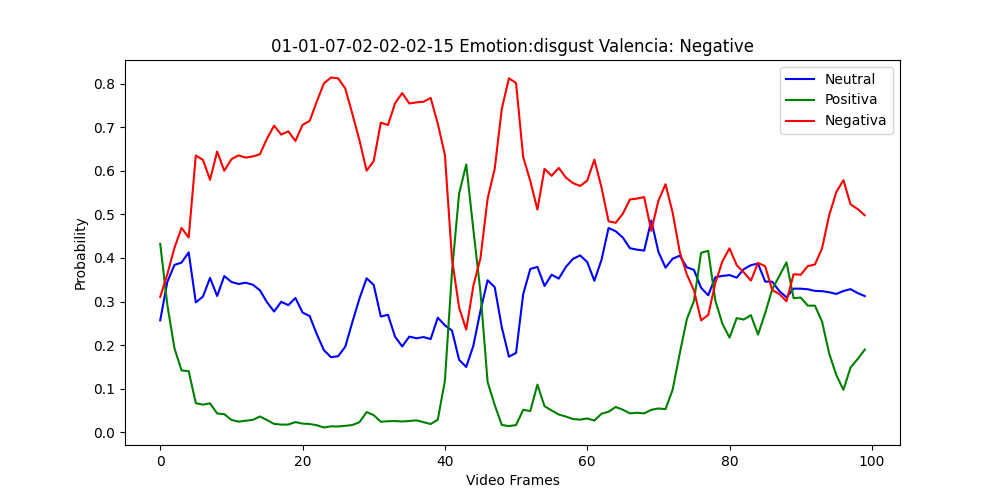 01-01-07-02-02-02-15 Emotion:disgust Valencia: Negative
Neutral
Positiva
Negativa
Probability
0.8
0.7
0.6
0.5
0.4
0.3
0.2
0.1
0.0
0 20 40 60 80 100
Video Frames